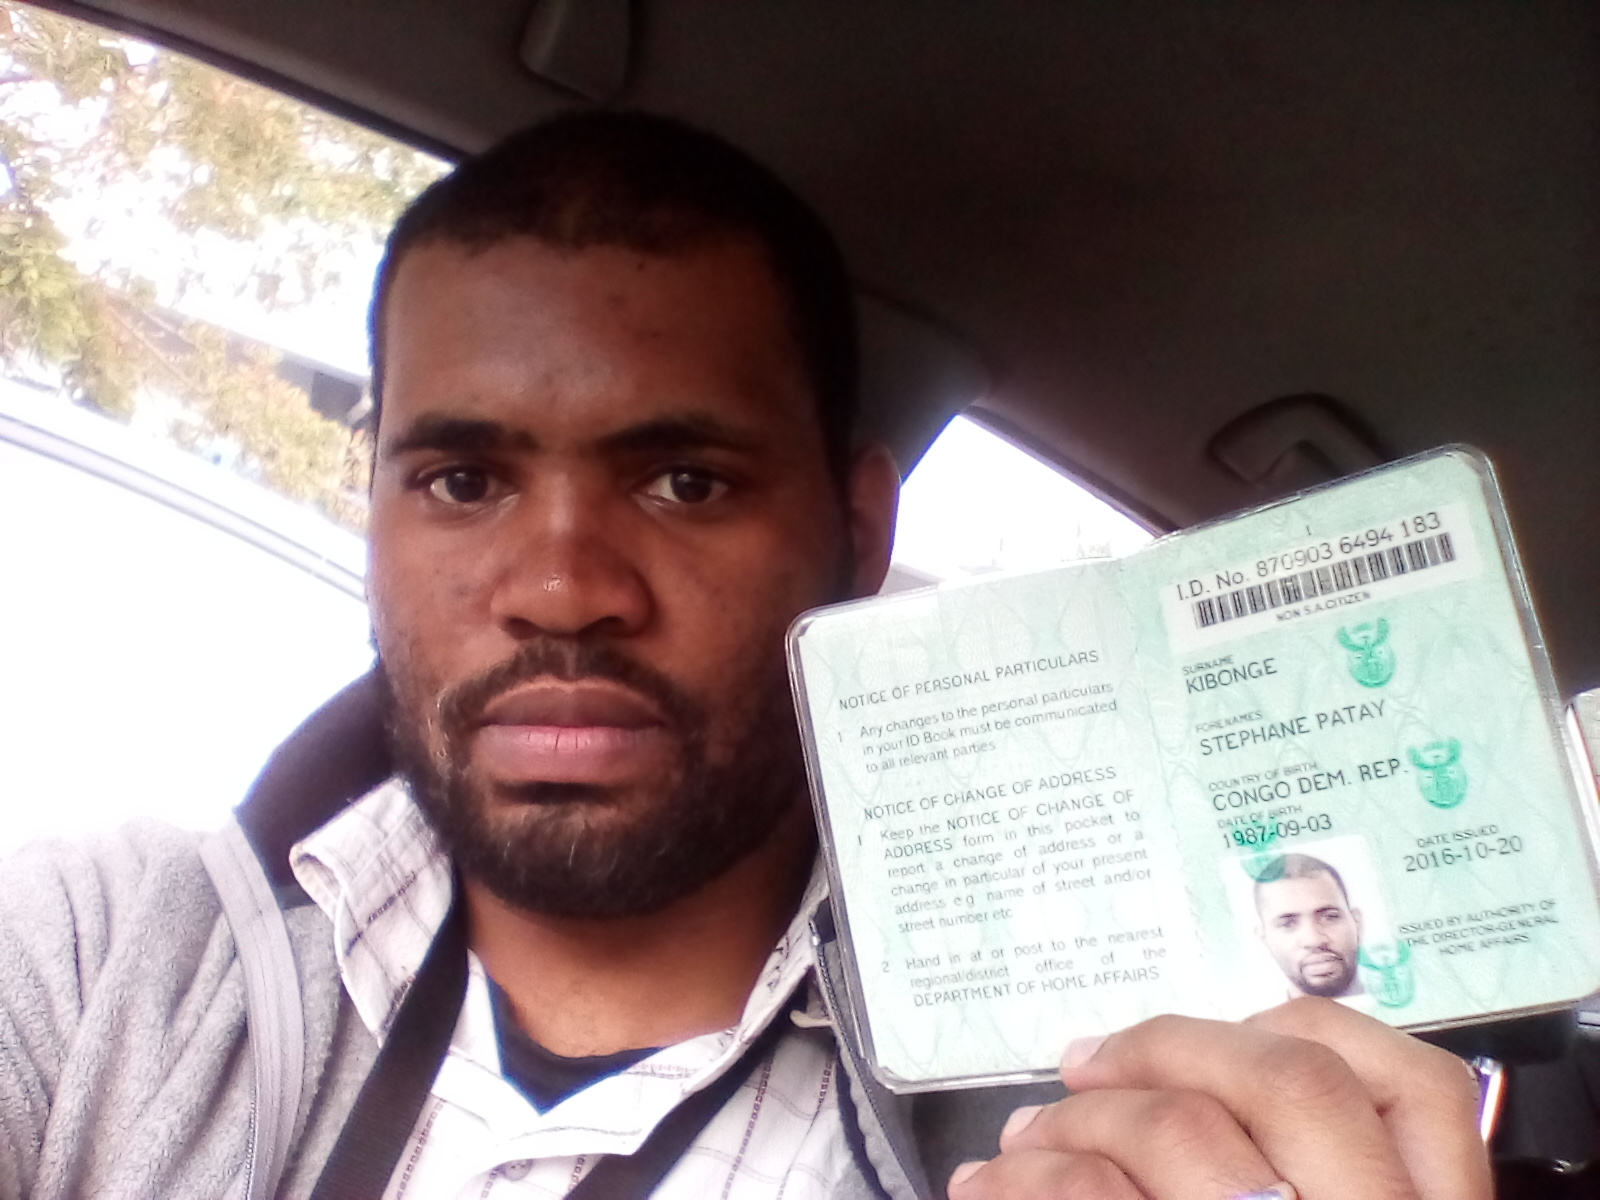 NOTICE OF PERSONAL PARTICULARS
1 Any changes to the personal particulars
in your ID Book must be communicated
to all relevant parties
NOTICE OF CHANGE OF ADDRESS
1 Keep the NOTICE OF CHANGE OF
ADDRESS form in this pocket to
report a change of address or a
change in particular of your present
address e.g name of street and/or
street number etc
2 Hand in at or post to the nearest
regional/district office of the
DEPARTMENT OF HOME AFFAIRS
1
I.D. No. 870903 6494 183
NON S.A.CITIZEN
SURNAME
KIBONGE
FORENAMES
STEPHANE PATAY
COUNTRY OF BIRTH
CONGO DEM. REP.
DATE OF BIRTH
1987-09-03
DATE ISSUED
2016-10-20
ISSUED BY AUTHORITY OF
THE DIRECTOR-GENERAL
HOME AFFAIRS